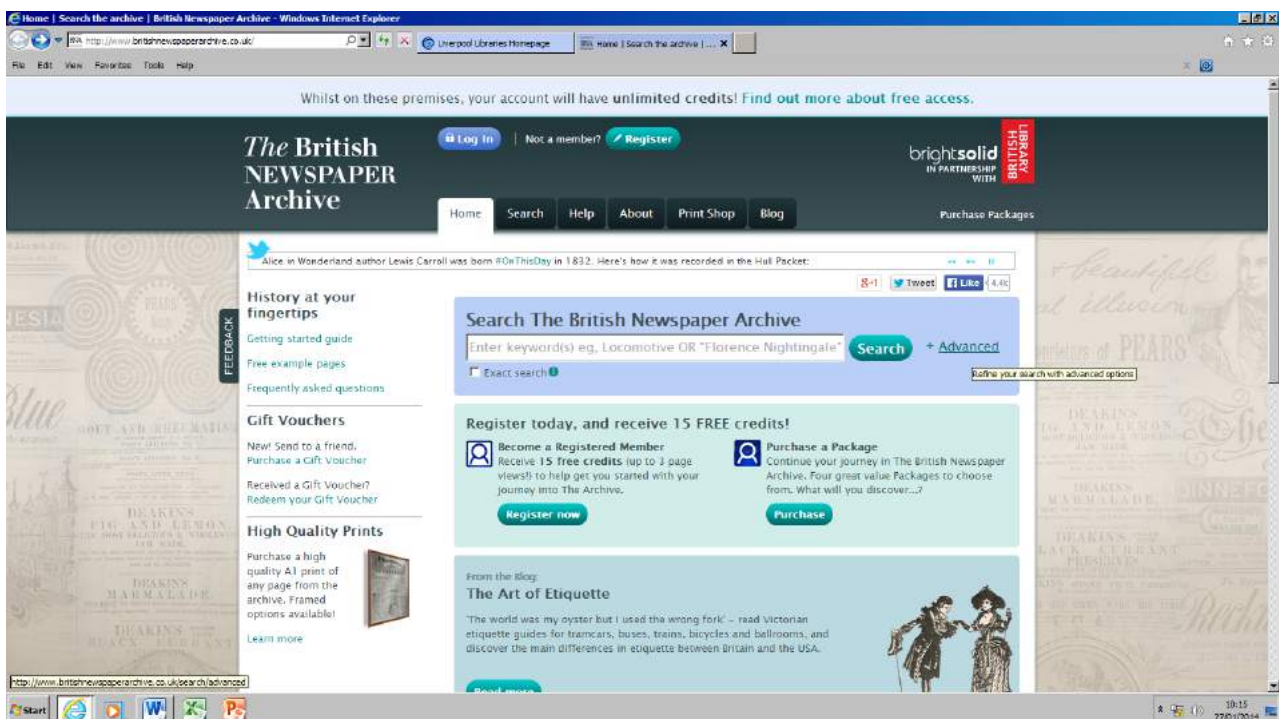 Home | Search the archive | British Newspaper Archive - Windows Internet Explorer
http://www.britishnewspaperarchive.co.uk/
Liverpool Libraries Homepage
Home | Search the archive | ...
File Edit View Favorites Tools Help
Whilst on these premises, your account will have unlimited credits! Find out more about free access.
The British
NEWSPAPER
Archive
Log In | Not a member? Register
brightsolid
IN PARTNERSHIP
WITH
BRITISH
LIBRARY
Home Search Help About Print Shop Blog
Purchase Packages
Alice in Wonderland author Lewis Carroll was born #OnThisDay in 1832. Here's how it was recorded in the Hull Packet:
g+1 Tweet Like 4.4k
FEEDBACK
History at your
fingertips
Getting started guide
Free example pages
Frequently asked questions
Gift Vouchers
New! Send to a friend.
Purchase a Gift Voucher
Received a Gift Voucher?
Redeem your Gift Voucher
High Quality Prints
Purchase a high
quality A1 print of
any page from the
archive. Framed
options available!
Learn more
Search The British Newspaper Archive
Enter keyword(s) eg, Locomotive OR "Florence Nightingale"
Search
+ Advanced
Exact search
Refine your search with advanced options
Register today, and receive 15 FREE credits!
Become a Registered Member
Receive 15 free credits (up to 3 page
views!) to help get you started with your
journey into The Archive.
Register now
Purchase a Package
Continue your journey in The British Newspaper
Archive. Four great value Packages to choose
from. What will you discover...?
Purchase
From the Blog:
The Art of Etiquette
'The world was my oyster but I used the wrong fork' – read Victorian
etiquette guides for tramcars, buses, trains, bicycles and ballrooms, and
discover the main differences in etiquette between Britain and the USA.
Read more
PEARS
DEAKINS
MARMALADE
http://www.britishnewspaperarchive.co.uk/search/advanced
Start
10:15
27/01/2014